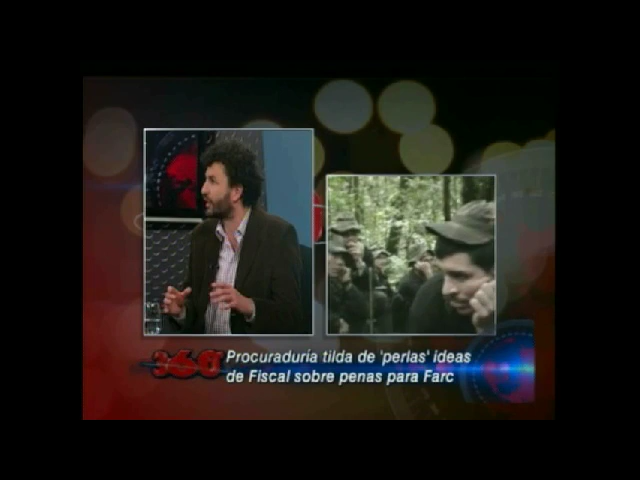 360°
Procuraduría tilda de 'perlas' ideas
de Fiscal sobre penas para Farc